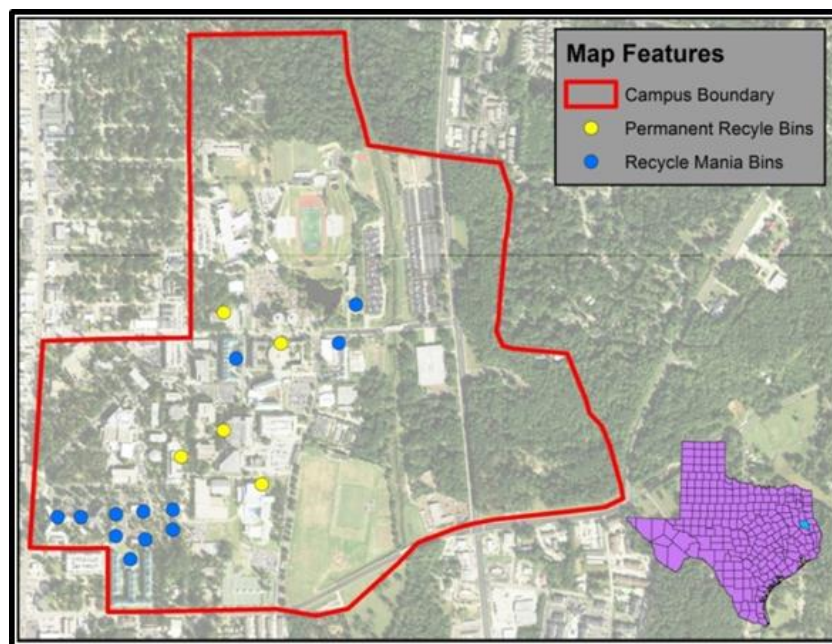 Map Features
Campus Boundary
Permanent Recyle Bins
Recycle Mania Bins